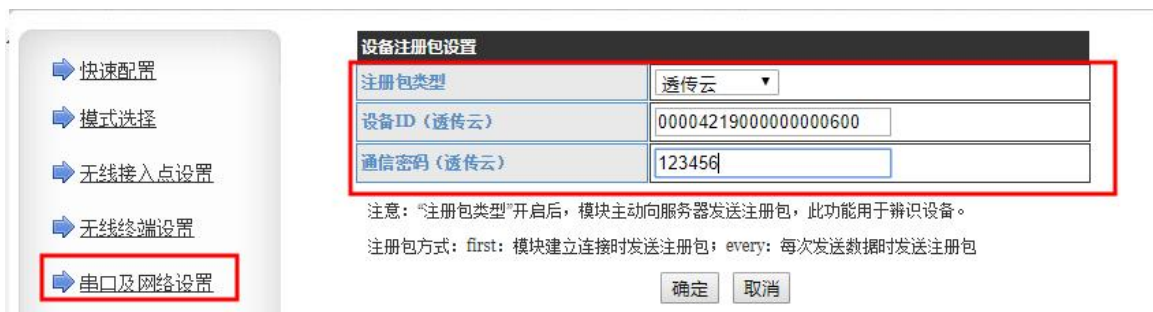 快速配置
模式选择
无线接入点设置
无线终端设置
串口及网络设置
设备注册包设置
注册包类型 透传云
设备ID（透传云） 00004219000000000600
通信密码（透传云） 123456
注意：“注册包类型”开启后，模块主动向服务器发送注册包，此功能用于辨识设备。
注册包方式：first：模块建立连接时发送注册包；every：每次发送数据时发送注册包
确定 取消